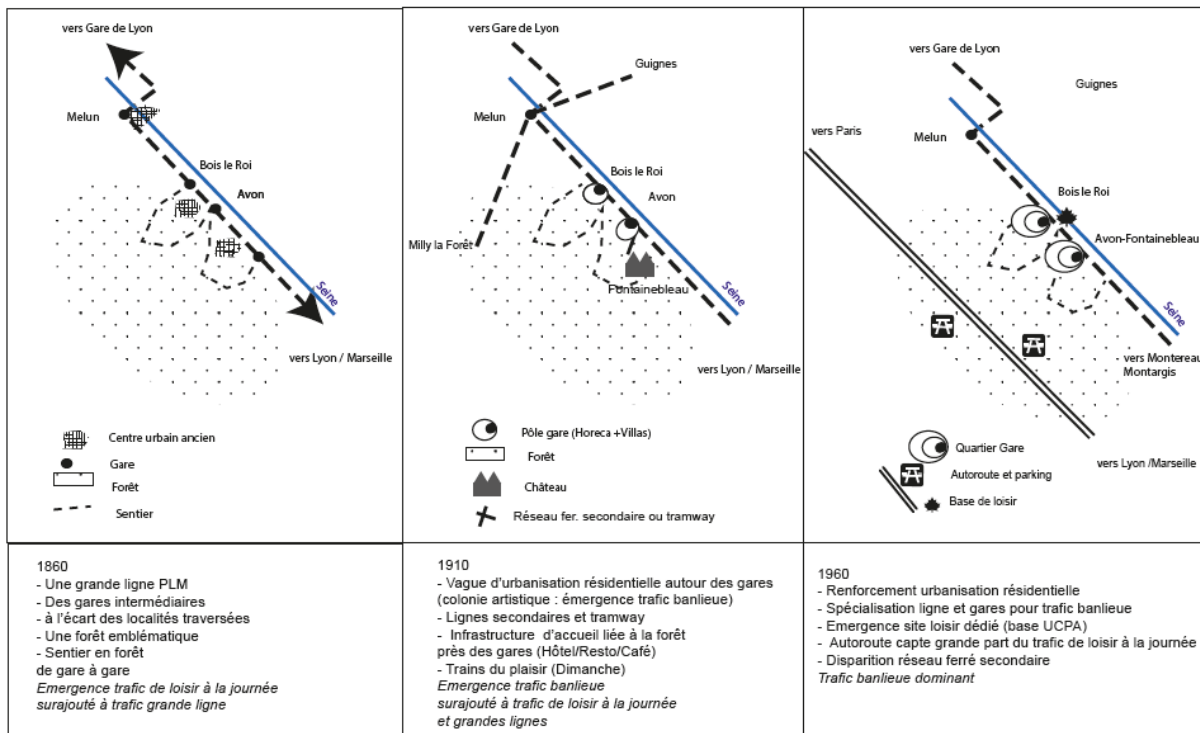 vers Gare de Lyon
Melun
Bois le Roi
Avon
Seine
vers Lyon / Marseille
Centre urbain ancien
Gare
Forêt
Sentier
1860
- Une grande ligne PLM
- Des gares intermédiaires
- à l'écart des localités traversées
- Une forêt emblématique
- Sentier en forêt
de gare à gare
Emergence trafic de loisir à la journée
surajouté à trafic grande ligne
vers Gare de Lyon
Guignes
Melun
Bois le Roi
Avon
Milly la Forêt
Fontainebleau
Seine
vers Lyon / Marseille
Pôle gare (Horeca +Villas)
Forêt
Château
Réseau fer. secondaire ou tramway
1910
- Vague d'urbanisation résidentielle autour des gares
(colonie artistique : émergence trafic banlieue)
- Lignes secondaires et tramway
- Infrastructure d'accueil liée à la forêt
près des gares (Hôtel/Resto/Café)
- Trains du plaisir (Dimanche)
Emergence trafic banlieue
surajouté à trafic de loisir à la journée
et grandes lignes
vers Gare de Lyon
Guignes
vers Paris
Melun
Bois le Roi
Avon-Fontainebleau
Seine
vers Montereau
Montargis
vers Lyon /Marseille
Quartier Gare
Autoroute et parking
Base de loisir
1960
- Renforcement urbanisation résidentielle
- Spécialisation ligne et gares pour trafic banlieue
- Emergence site loisir dédié (base UCPA)
- Autoroute capte grande part du trafic de loisir à la journée
- Disparition réseau ferré secondaire
Trafic banlieue dominant